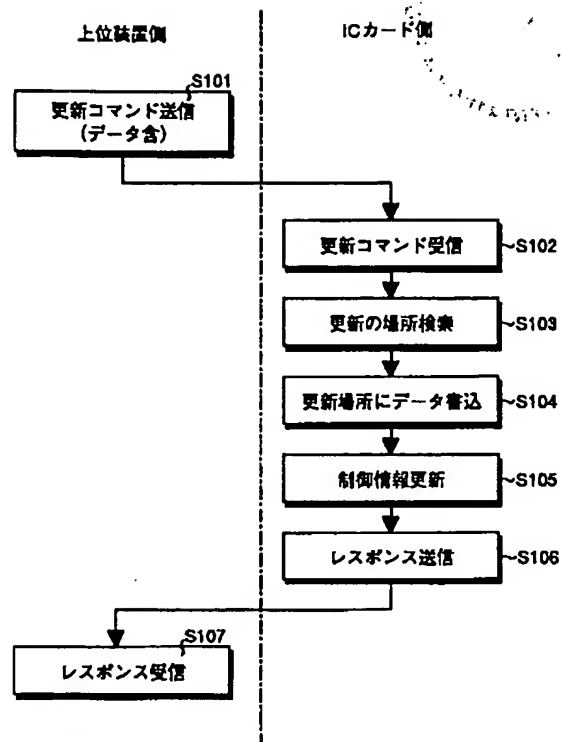 上位装置側
ICカード側
S101
更新コマンド送信
(データ含)
更新コマンド受信
S102
更新の場所検索
S103
更新場所にデータ書込
S104
制御情報更新
S105
レスポンス送信
S106
S107
レスポンス受信